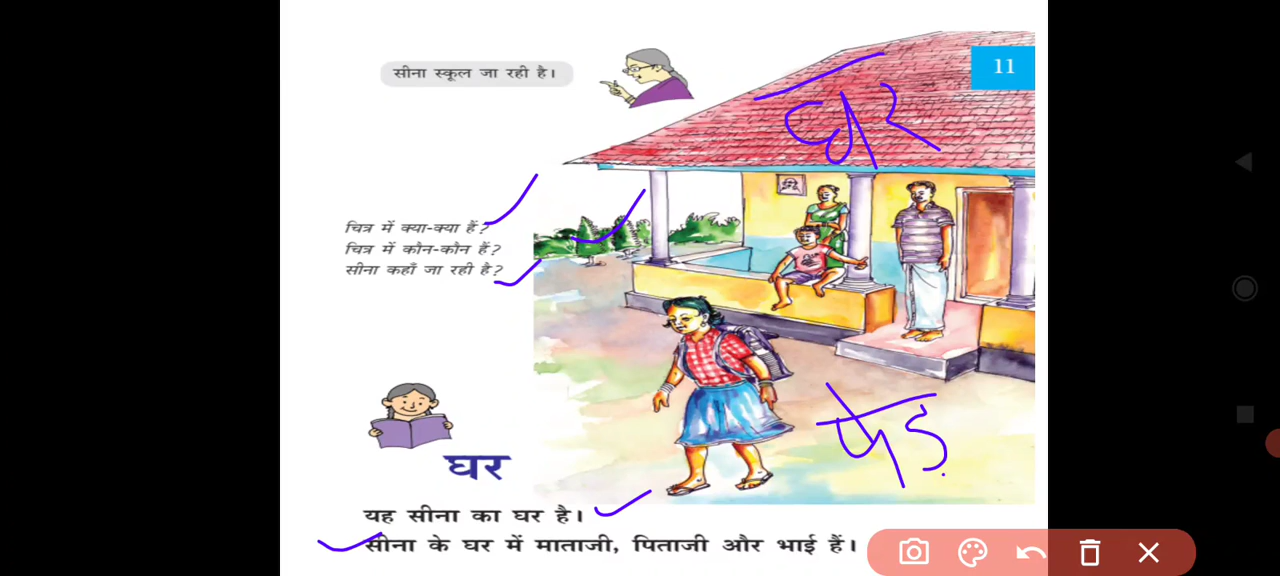 सीना स्कूल जा रही है।
11
घर
चित्र में क्या-क्या हैं?
चित्र में कौन-कौन हैं?
सीना कहाँ जा रही है?
पेड़
घर
यह सीना का घर है।
सीना के घर में माताजी, पिताजी और भाई हैं।